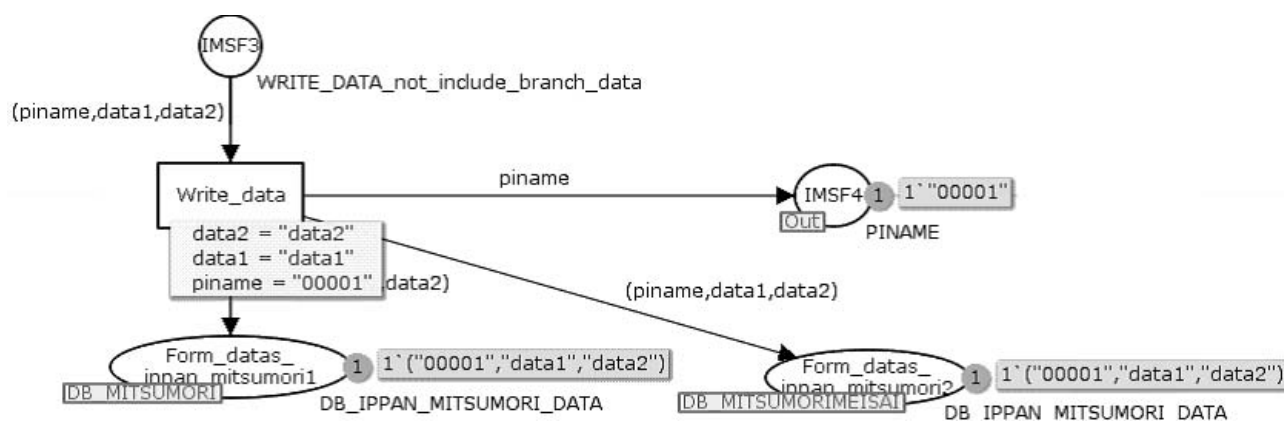 IMSF3
WRITE_DATA_not_include_branch_data
(piname,data1,data2)
piname
Write_data
IMSF4
1
1`"00001"
Out
PINAME
data2 = "data2"
data1 = "data1"
piname = "00001"
,data2)
(piname,data1,data2)
Form_datas_
ippan_mitsumori1
1
1`("00001","data1","data2")
DB_MITSUMORI
DB_IPPAN_MITSUMORI_DATA
Form_datas_
ippan_mitsumori2
1
1`("00001","data1","data2")
DB_MITSUMORIMEISAI
DB_IPPAN_MITSUMORI_DATA